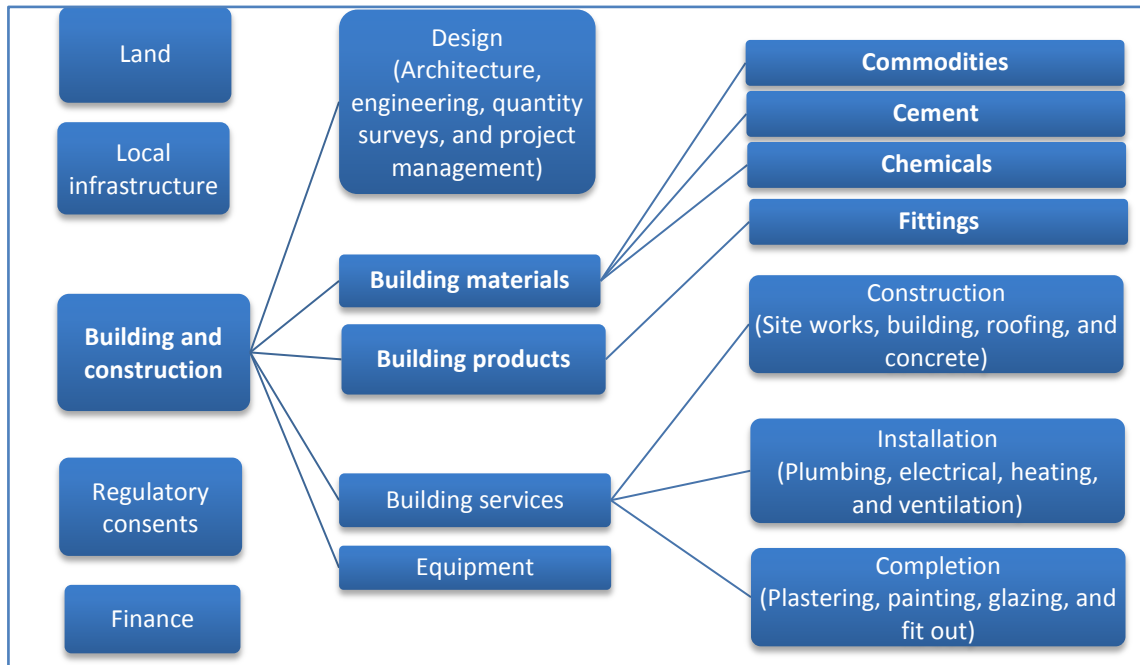 Land
Local
infrastructure
Building and
construction
Regulatory
consents
Finance
Design
(Architecture,
engineering, quantity
surveys, and project
management)
Building materials
Building products
Building services
Equipment
Commodities
Cement
Chemicals
Fittings
Construction
(Site works, building, roofing, and
concrete)
Installation
(Plumbing, electrical, heating,
and ventilation)
Completion
(Plastering, painting, glazing, and
fit out)